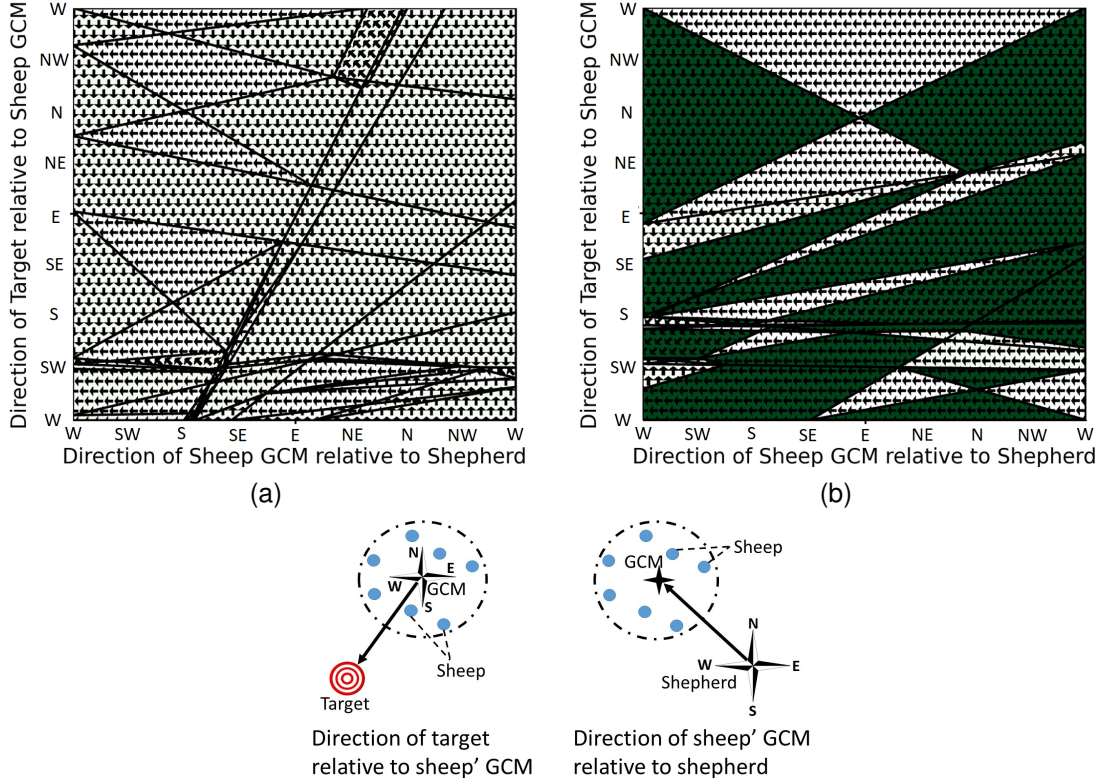 Direction of Target relative to Sheep GCM
W
NW
N
NE
E
SE
S
SW
W
W SW S SE E NE N NW W
Direction of Sheep GCM relative to Shepherd
(a)
Direction of Target relative to Sheep GCM
W
NW
N
NE
E
SE
S
SW
W
W SW S SE E NE N NW W
Direction of Sheep GCM relative to Shepherd
(b)
N
E
W
GCM
S
Sheep
Target
Direction of target
relative to sheep' GCM
Sheep
GCM
N
W
E
Shepherd
S
Direction of sheep' GCM
relative to shepherd